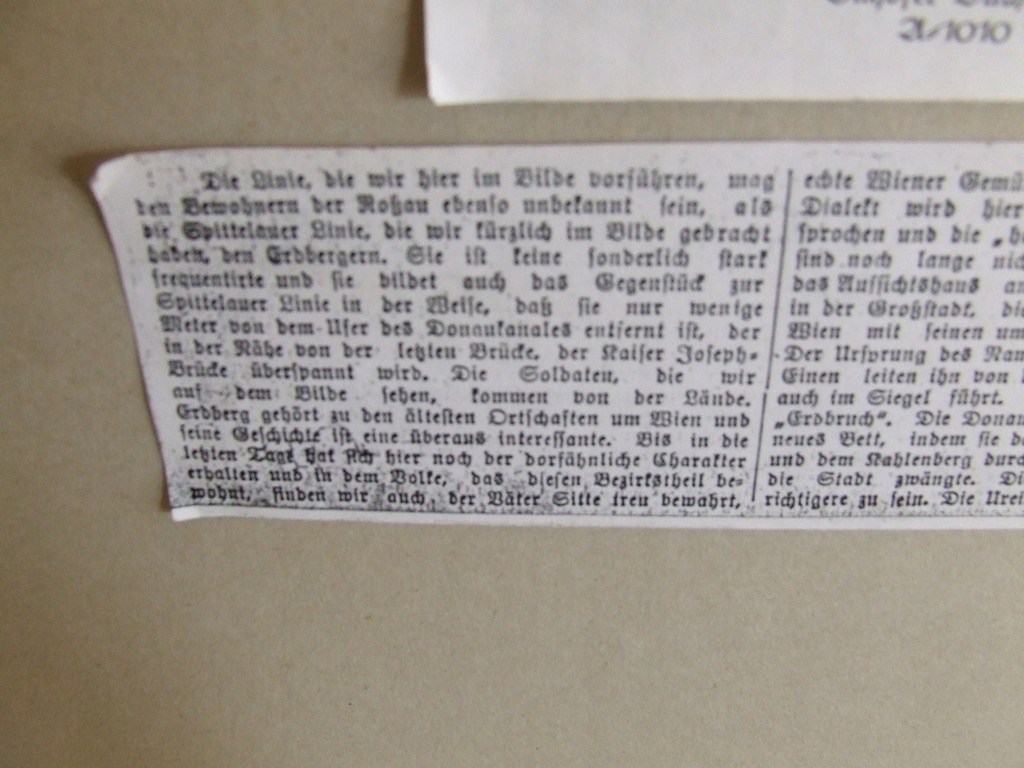 A/1010
Die Linie, die wir hier im Bilde vorführen, mag
den Bewohnern der Roßau ebenso unbekannt sein, als
die Spittelauer Linie, die wir kürzlich im Bilde gebracht
haben, den Erdbergern. Sie ist keine sonderlich stark
frequentirte und sie bildet auch das Gegenstück zur
Spittelauer Linie in der Weise, daß sie nur wenige
Meter von dem Ufer des Donaukanales entfernt ist, der
in der Nähe von der letzten Brücke, der Kaiser Joseph-
Brücke überspannt wird. Die Soldaten, die wir
auf dem Bilde sehen, kommen von der Lände.
Erdberg gehört zu den ältesten Ortschaften um Wien und
seine Geschichte ist eine überaus interessante. Bis in die
letzten Tage hat sich hier noch der dorfähnliche Charakter
erhalten und in dem Volke, das diesen Bezirkstheil be-
wohnt, finden wir auch, der Väter Sitte treu bewahrt,
echte Wiener
Dialekt wird hier
sprochen und die
sind noch lange
das Aussichtshaus
in der Großstadt,
Wien mit seinen
Der Ursprung des
Einen leiten ihn von
auch im Siegel führt.
„Erdbruch“. Die
neues Bett, indem sie
und dem Kahlenberg
die Stadt zwängte.
richtigere zu sein. Die